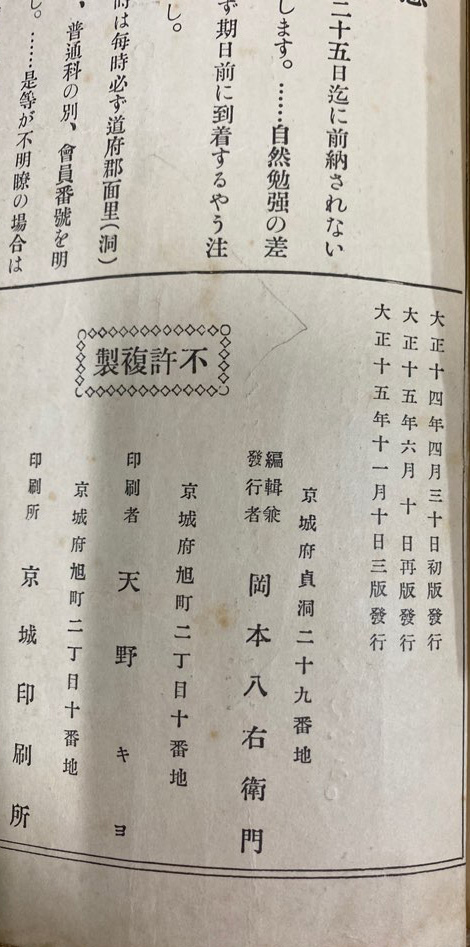 二十五日迄に前納されない
します。……自然勉强の差
ず期日前に到着するやう注
し。
時は每時必ず道府郡面里(洞)
、普通科の別、會員番號を明
し。……是等が不明瞭の場合は
大正十四年四月三十日初版發行
大正十五年六月十日再版發行
大正十五年十一月十日三版發行
不許複製
京城府貞洞二十九番地
編輯兼
發行者 岡本八右衛門
京城府旭町二丁目十番地
印刷者 天野キヨ
京城府旭町二丁目十番地
印刷所 京城印刷所